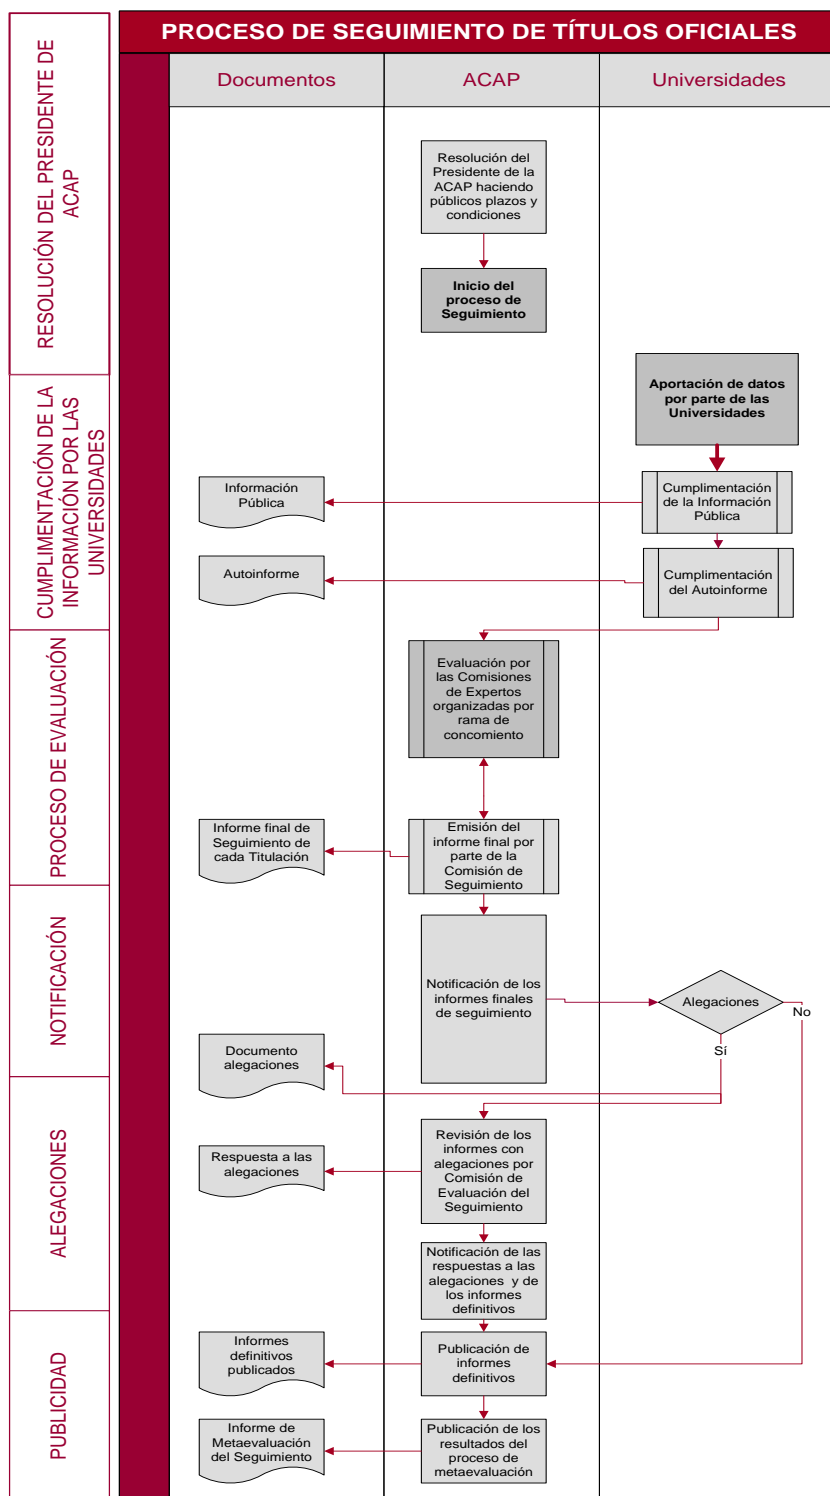 PROCESO DE SEGUIMIENTO DE TÍTULOS OFICIALES
Documentos
ACAP
Universidades
RESOLUCIÓN DEL PRESIDENTE DE
ACAP
Resolución del
Presidente de la
ACAP haciendo
públicos plazos y
condiciones
Inicio del
proceso de
Seguimiento
CUMPLIMENTACIÓN DE LA
INFORMACIÓN POR LAS
UNIVERSIDADES
Aportación de datos
por parte de las
Universidades
Información
Pública
Cumplimentación
de la Información
Pública
Autoinforme
Cumplimentación
del Autoinforme
PROCESO DE EVALUACIÓN
Evaluación por
las Comisiones
de Expertos
organizadas por
rama de
concomiento
Informe final de
Seguimiento de
cada Titulación
Emisión del
informe final por
parte de la
Comisión de
Seguimiento
NOTIFICACIÓN
Notificación de los
informes finales
de seguimiento
Alegaciones
No
Sí
Documento
alegaciones
ALEGACIONES
Revisión de los
informes con
alegaciones por
Comisión de
Evaluación del
Seguimiento
Respuesta a las
alegaciones
Notificación de las
respuestas a las
alegaciones y de
los informes
definitivos
PUBLICIDAD
Informes
definitivos
publicados
Publicación de
informes
definitivos
Informe de
Metaevaluación
del Seguimiento
Publicación de los
resultados del
proceso de
metaevaluación